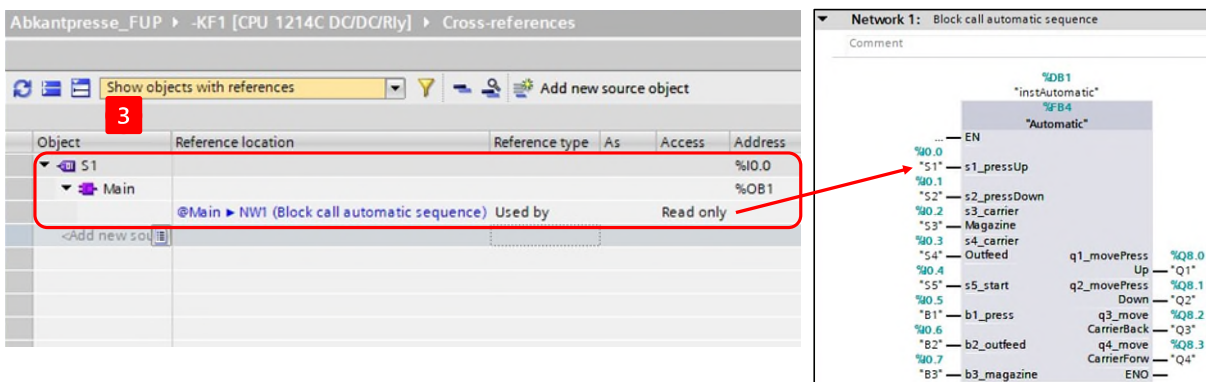 Abkantpresse_FUP ▸ -KF1 [CPU 1214C DC/DC/Rly] ▸ Cross-references
Show objects with references
Add new source object
3
Object Reference location Reference type As Access Address
S1 %I0.0
Main %OB1
@Main ▸ NW1 (Block call automatic sequence) Used by Read only
<Add new sou
Network 1: Block call automatic sequence
Comment
%DB1
"instAutomatic"
%FB4
"Automatic"
... EN
%I0.0
"S1" s1_pressUp
%I0.1
"S2" s2_pressDown
%I0.2 s3_carrier
"S3" Magazine
%I0.3 s4_carrier
"S4" Outfeed q1_movePress %Q8.0
%I0.4 Up "Q1"
"S5" s5_start q2_movePress %Q8.1
%I0.5 Down "Q2"
"B1" b1_press q3_move %Q8.2
%I0.6 CarrierBack "Q3"
"B2" b2_outfeed q4_move %Q8.3
%I0.7 CarrierForw "Q4"
"B3" b3_magazine ENO